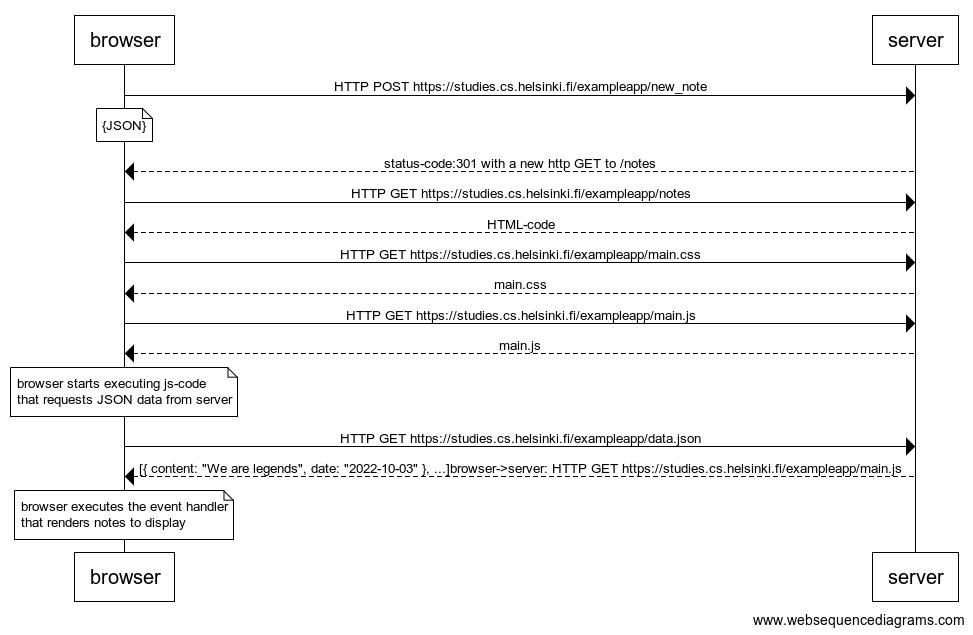 browser
server
HTTP POST https://studies.cs.helsinki.fi/exampleapp/new_note
{JSON}
status-code:301 with a new http GET to /notes
HTTP GET https://studies.cs.helsinki.fi/exampleapp/notes
HTML-code
HTTP GET https://studies.cs.helsinki.fi/exampleapp/main.css
main.css
HTTP GET https://studies.cs.helsinki.fi/exampleapp/main.js
main.js
browser starts executing js-code
that requests JSON data from server
HTTP GET https://studies.cs.helsinki.fi/exampleapp/data.json
[{ content: "We are legends", date: "2022-10-03" }, ...]browser->server: HTTP GET https://studies.cs.helsinki.fi/exampleapp/main.js
browser executes the event handler
that renders notes to display
browser
server
www.websequencediagrams.com